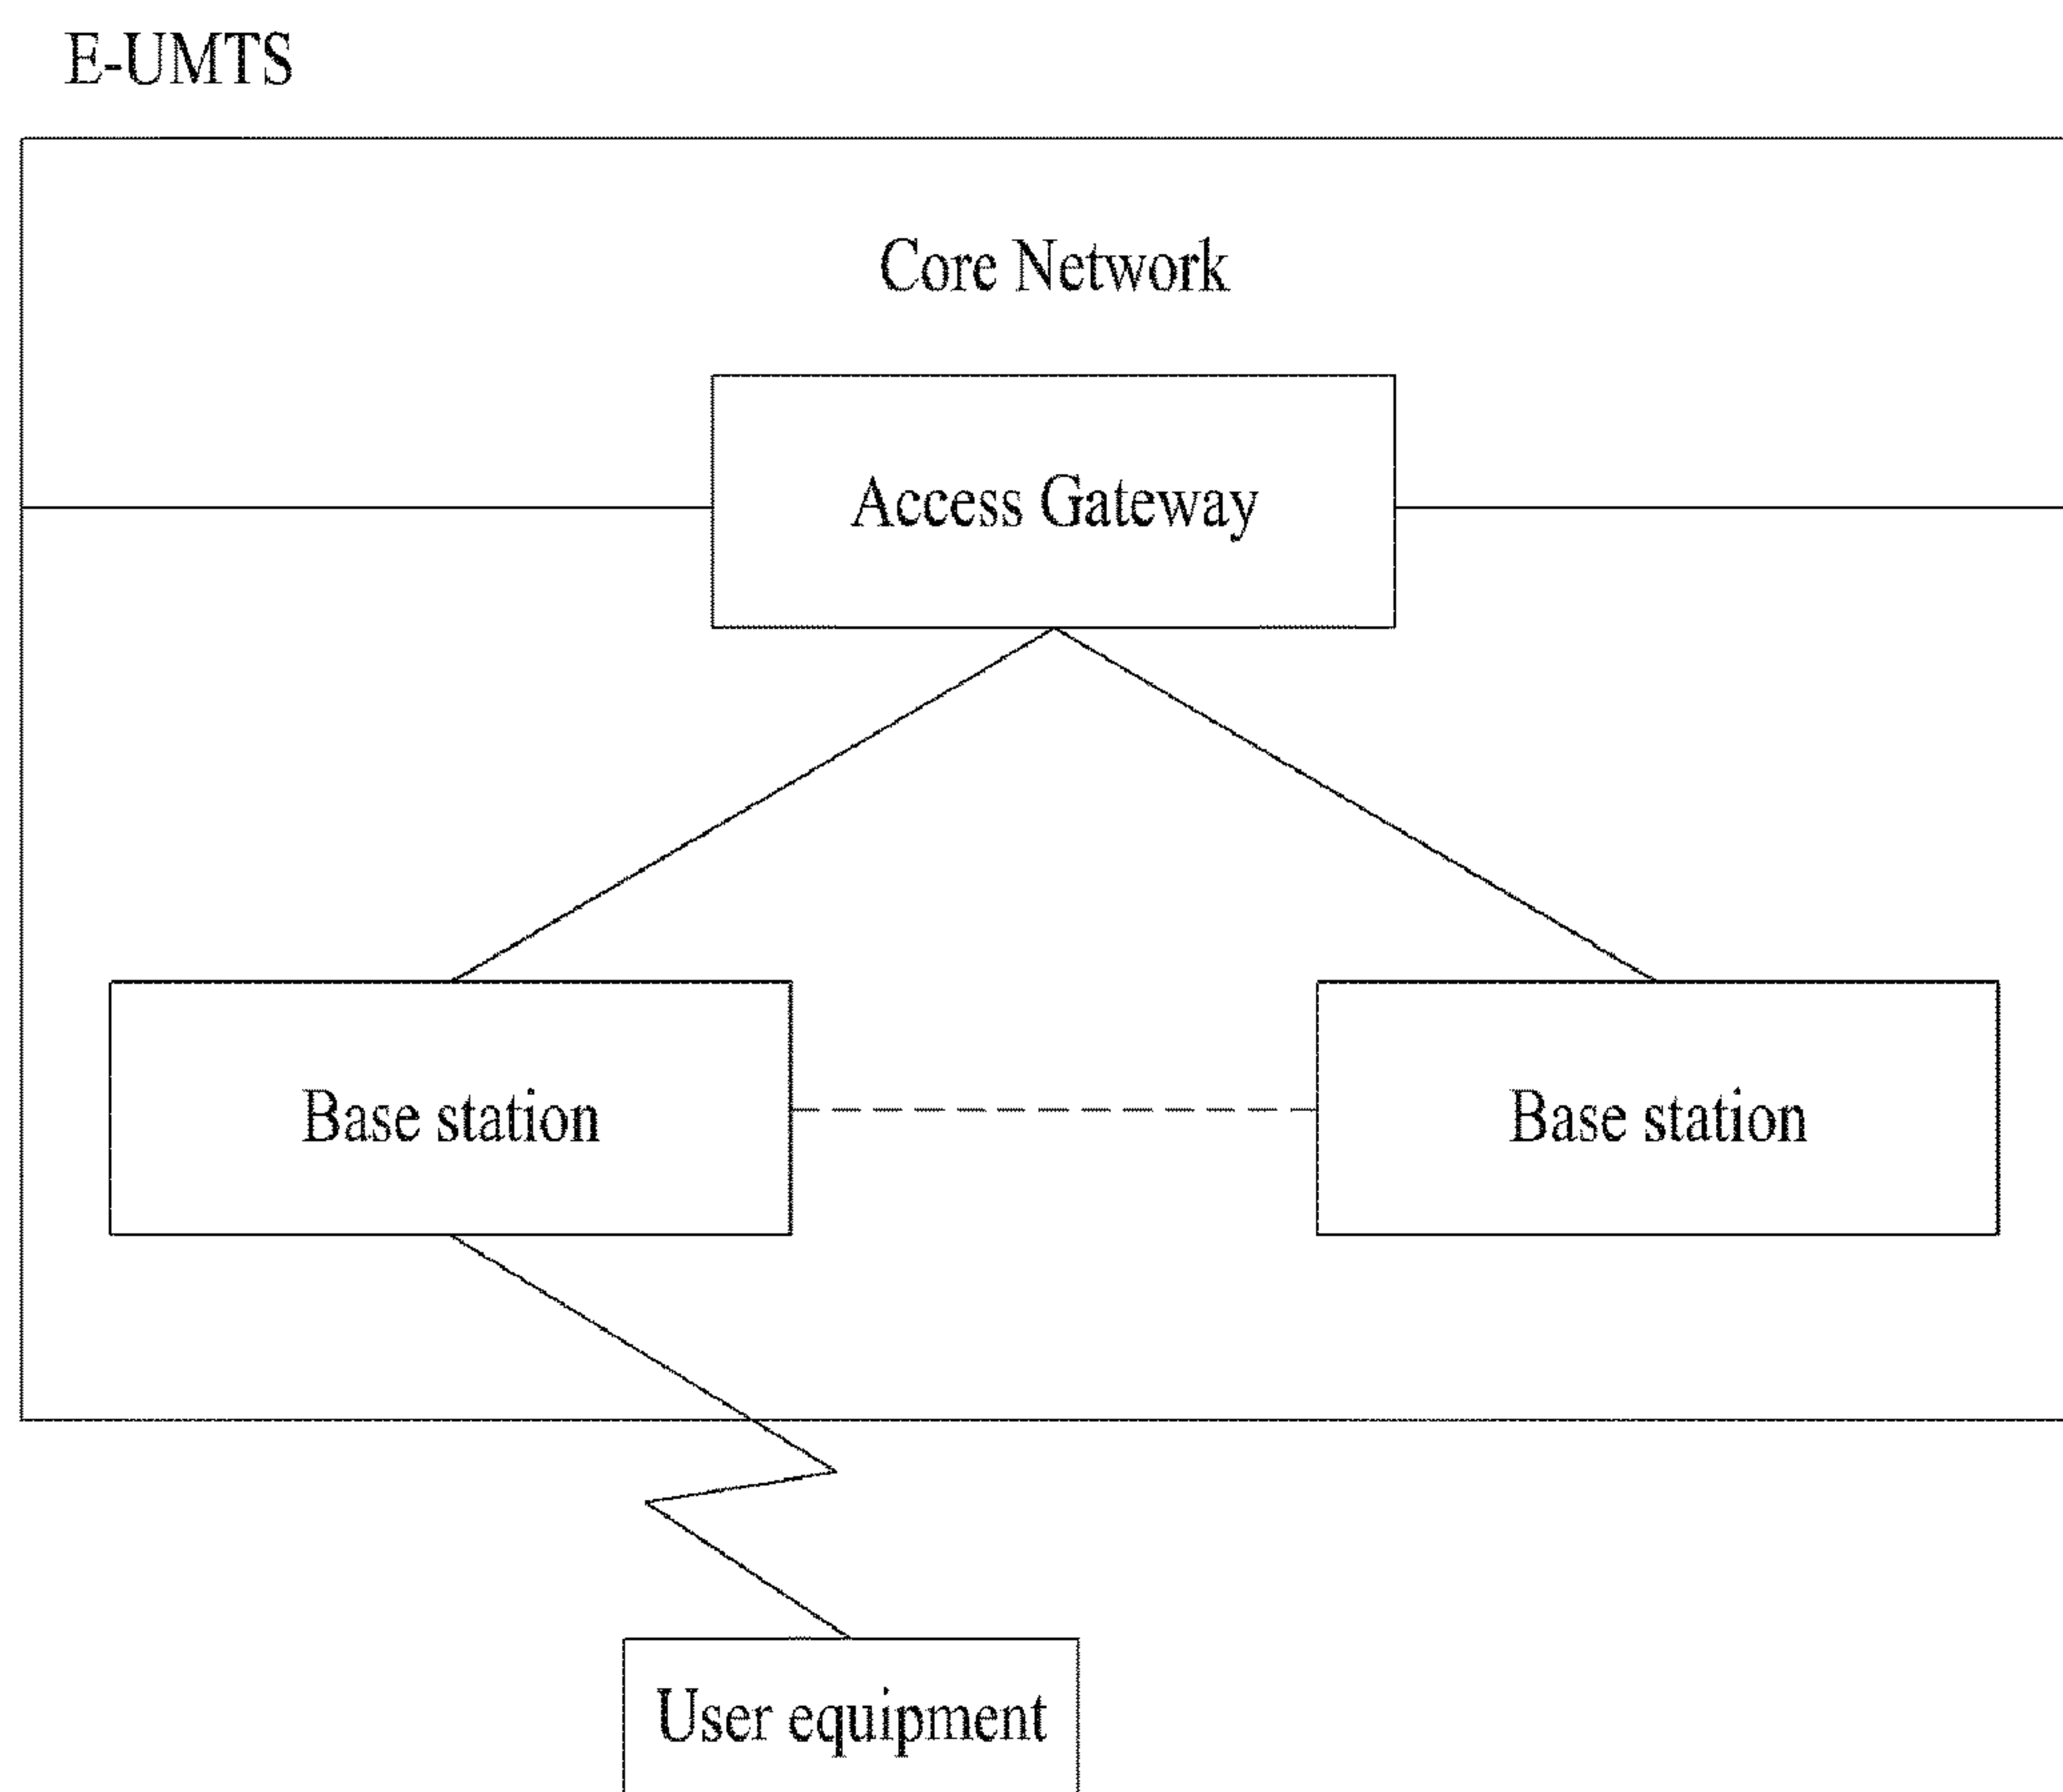 E-UMTS
Core Network
Access Gateway
Base station
Base station
User equipment